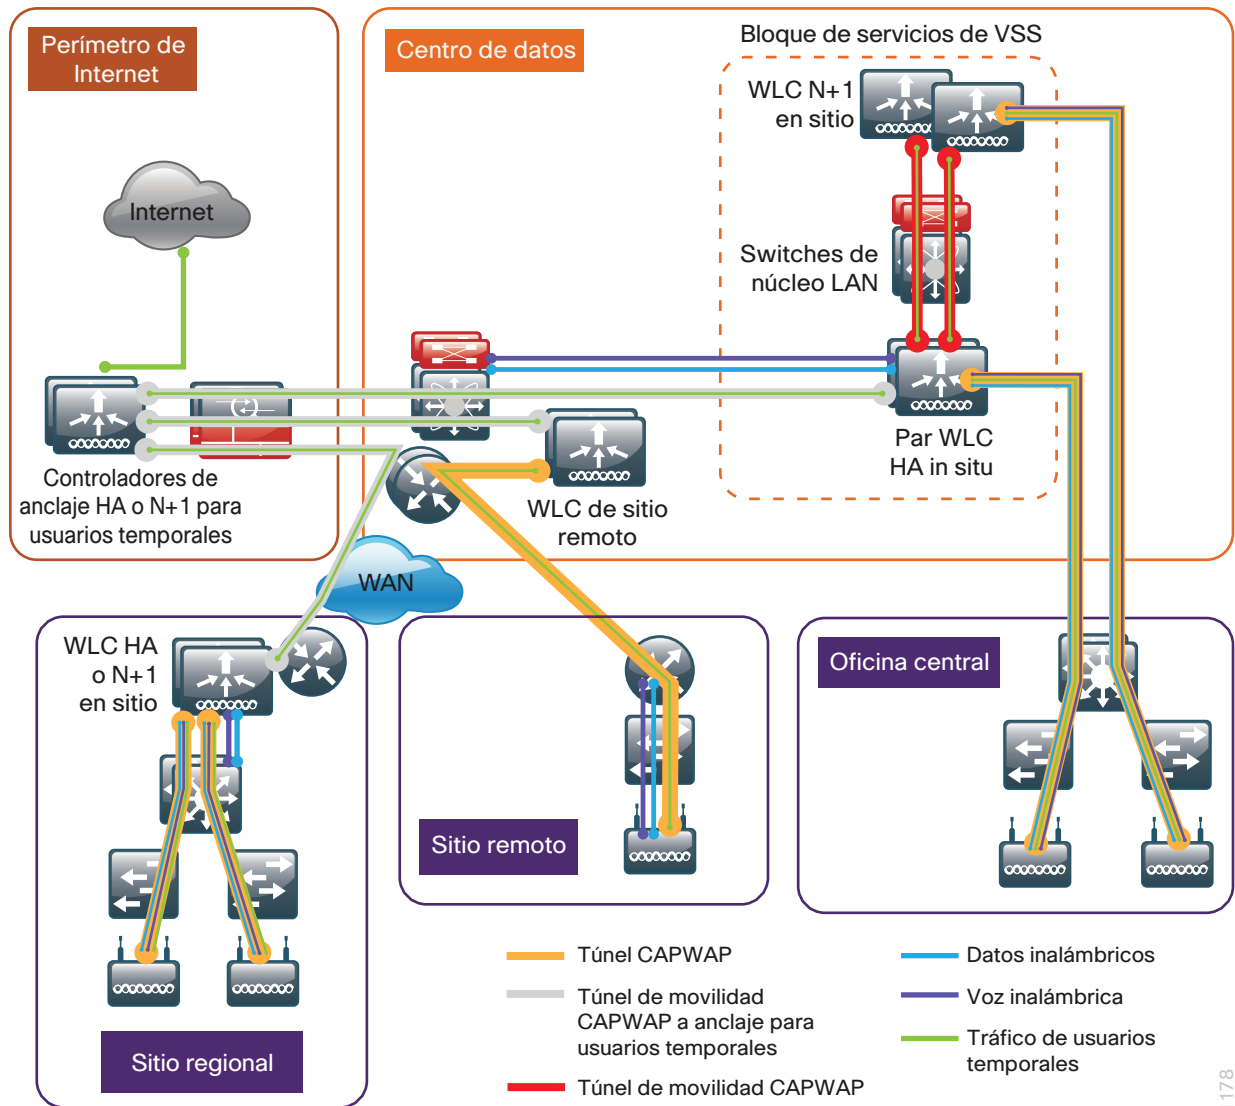 Perímetro de
Internet
Centro de datos
Bloque de servicios de VSS
WLC N+1
en sitio
Internet
Switches de
núcleo LAN
Controladores de
anclaje HA o N+1 para
usuarios temporales
WLC de sitio
remoto
Par WLC
HA in situ
WAN
WLC HA
o N+1
en sitio
Oficina central
Sitio remoto
Sitio regional
Túnel CAPWAP
Túnel de movilidad
CAPWAP a anclaje para
usuarios temporales
Túnel de movilidad CAPWAP
Datos inalámbricos
Voz inalámbrica
Tráfico de usuarios
temporales
1178